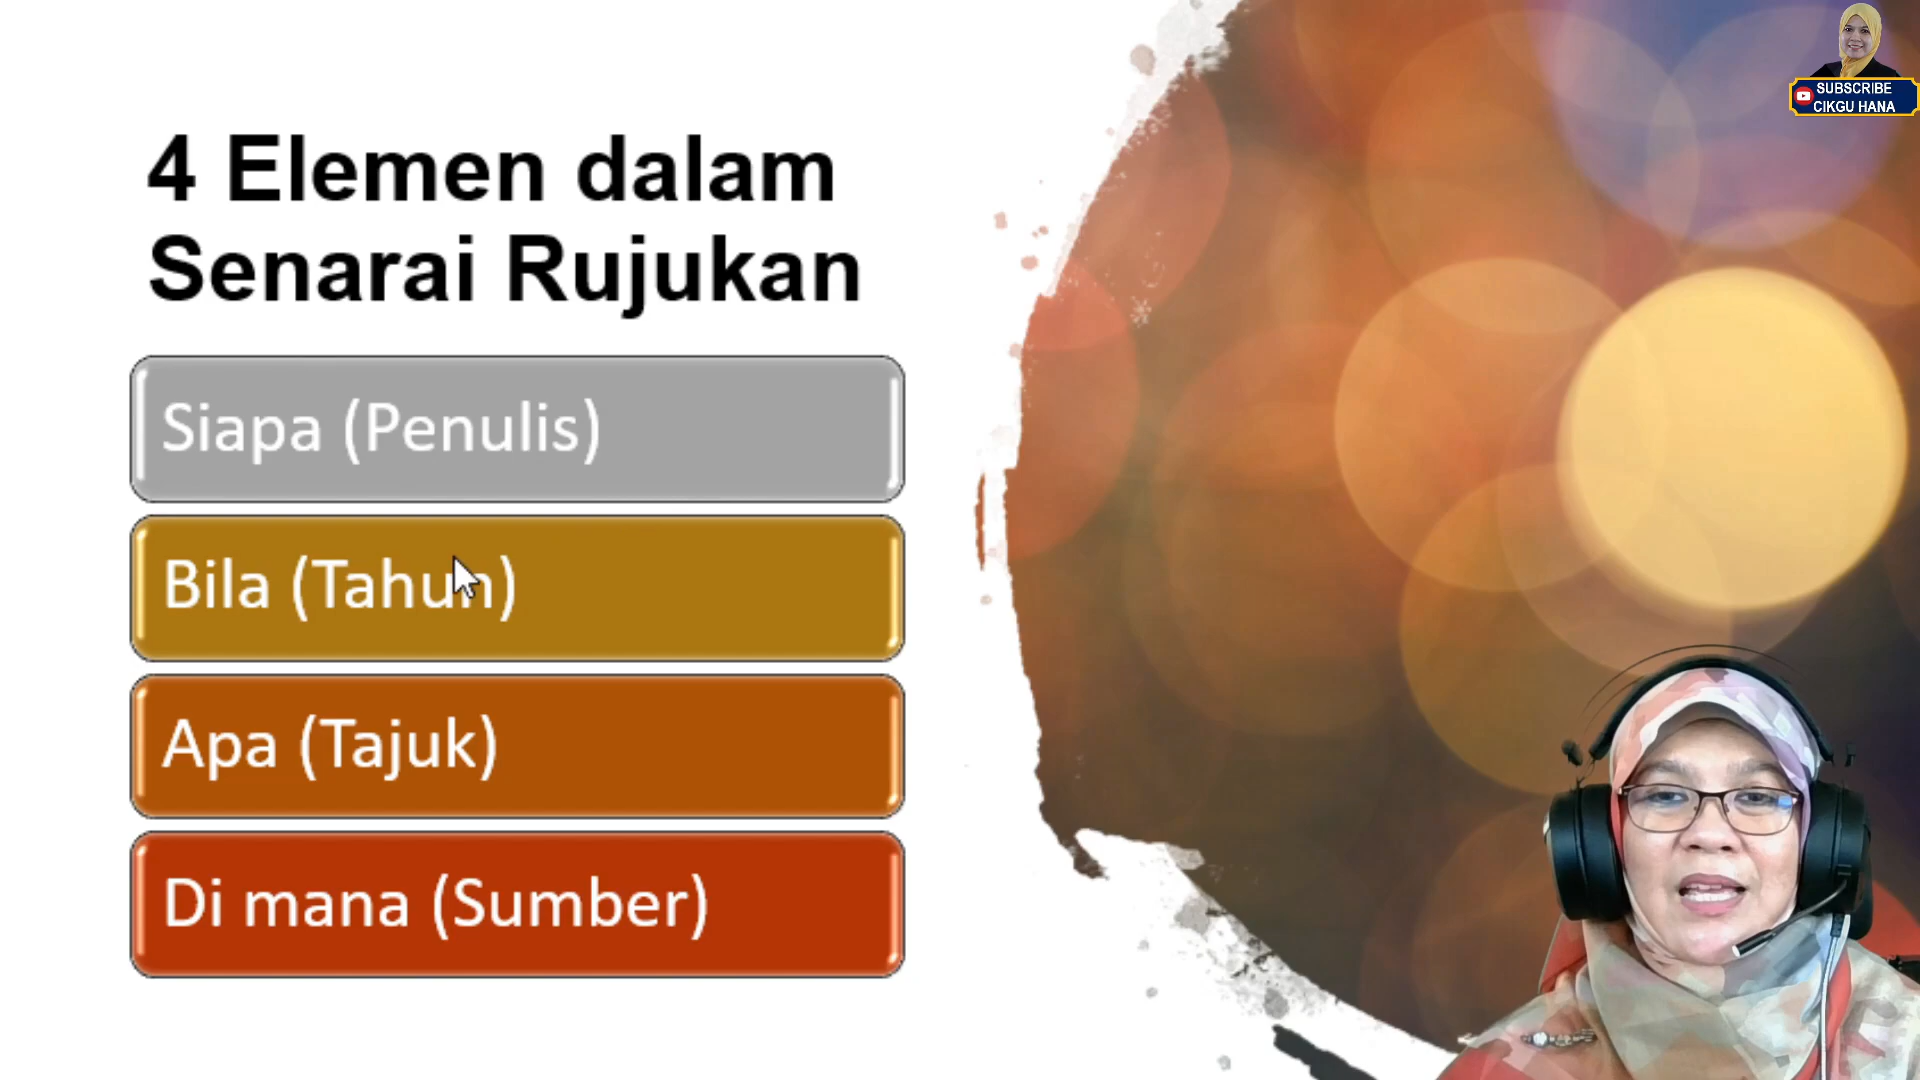 SUBSCRIBE
CIKGU HANA
4 Elemen dalam
Senarai Rujukan
Siapa (Penulis)
Bila (Tahun)
Apa (Tajuk)
Di mana (Sumber)